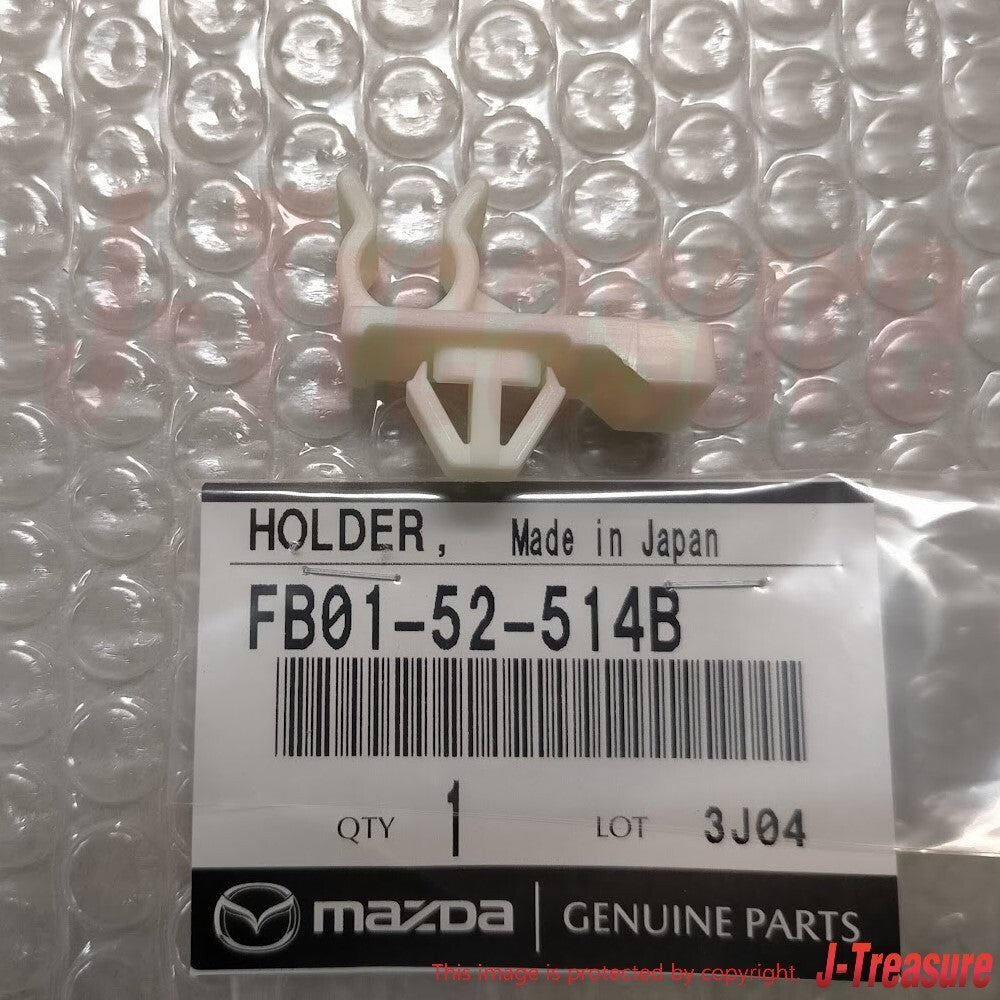 HOLDER, Made in Japan
FB01-52-514B
QTY 1 LOT 3J04
mazda GENUINE PARTS
This image is protected by copyright. J-Treasure
J-Treasure